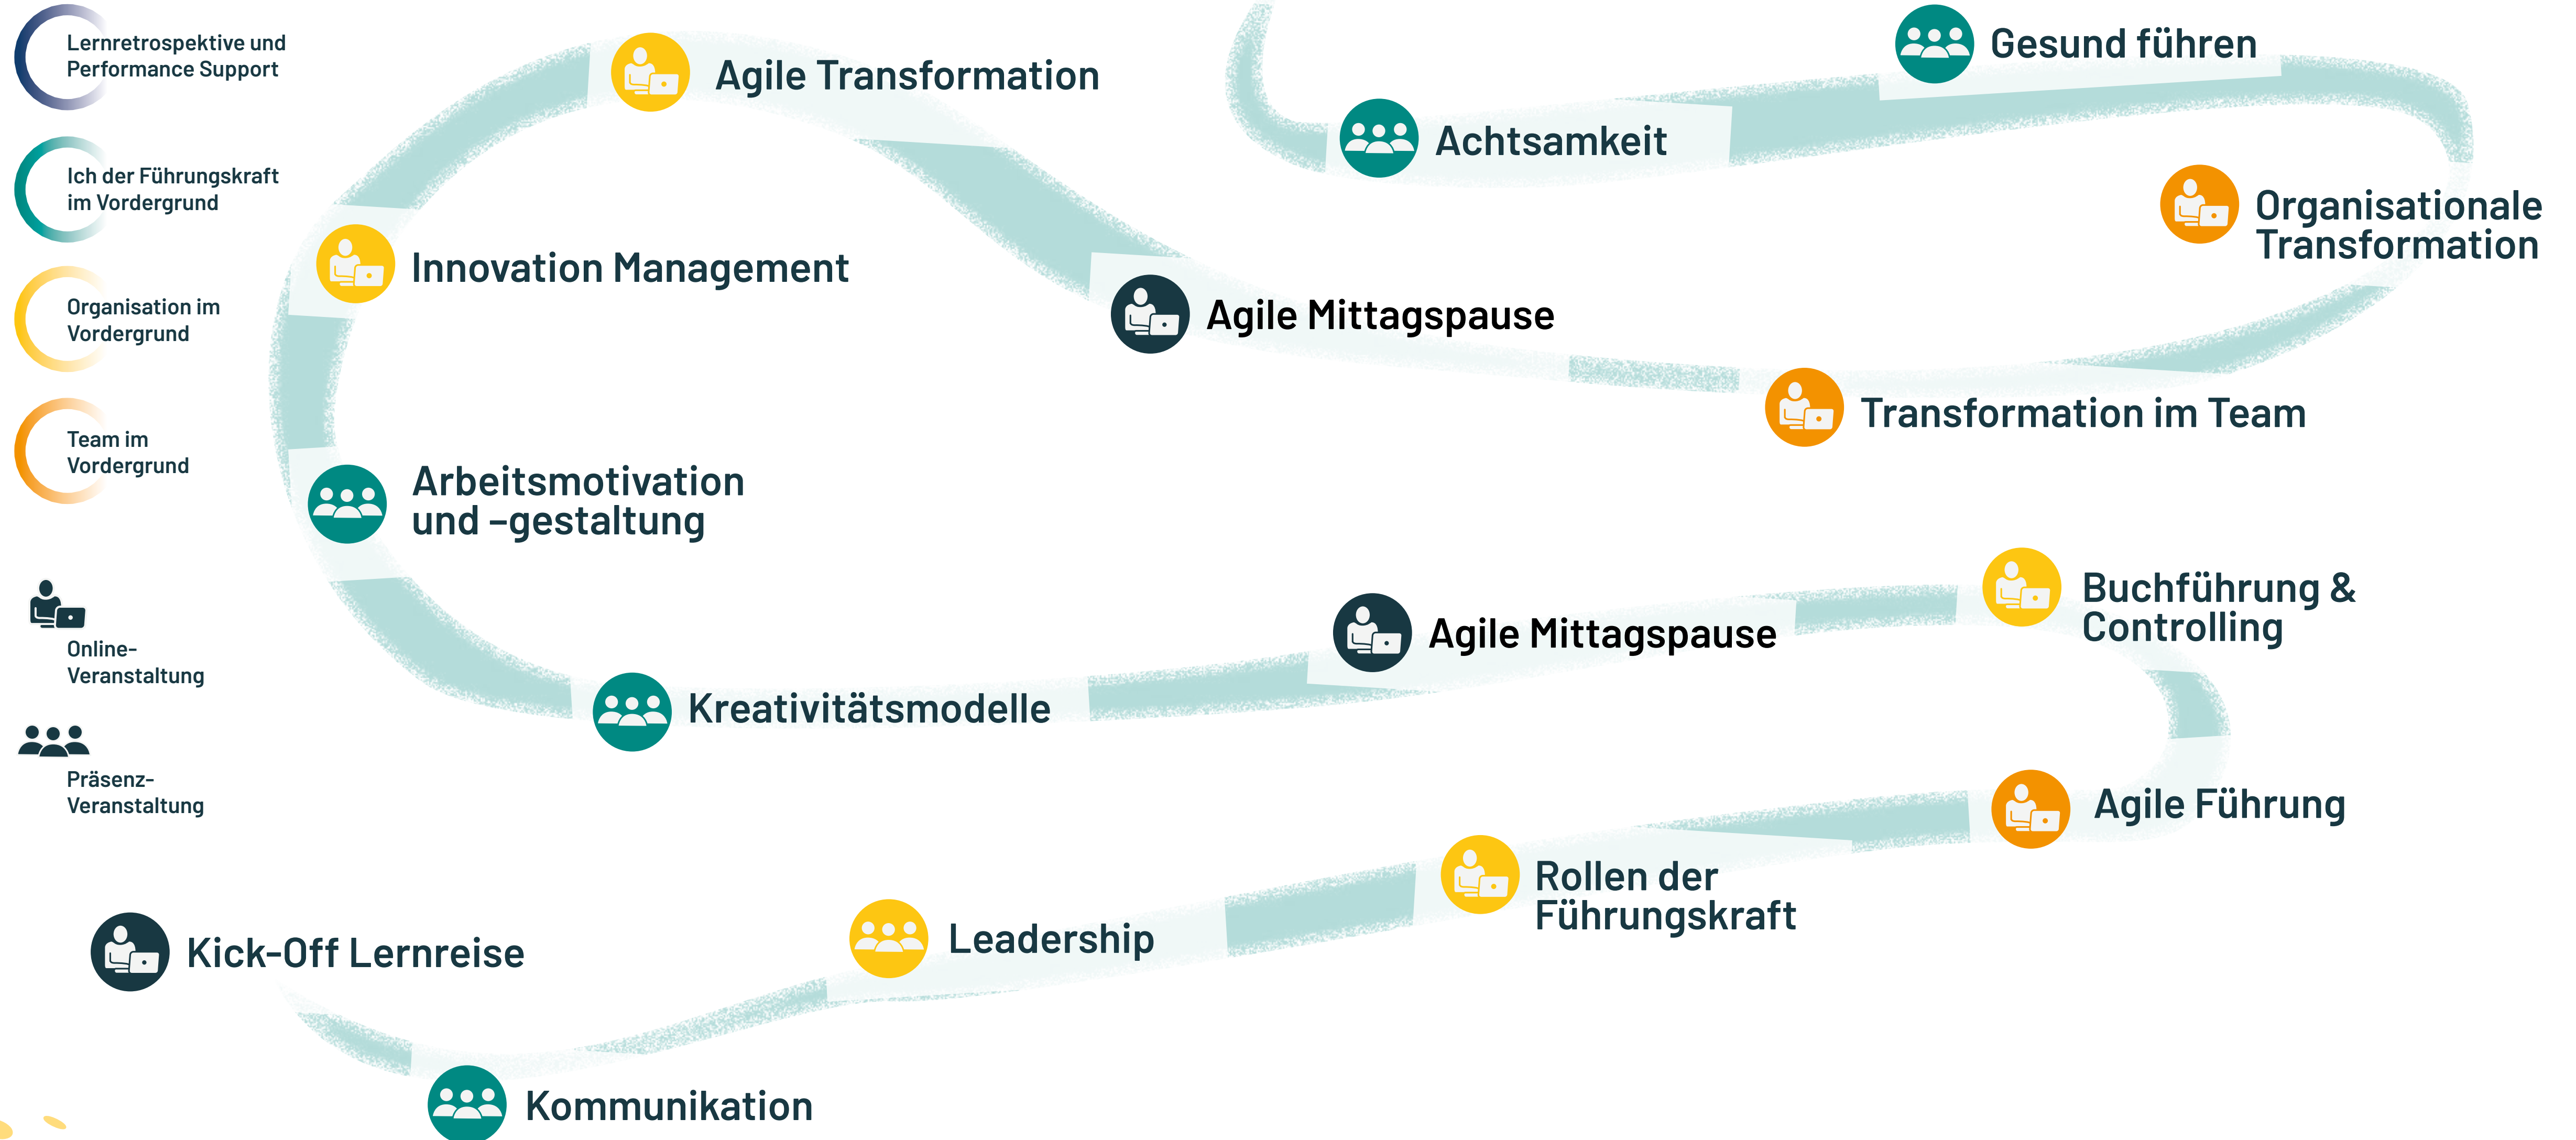 Lernretrospektive und
Performance Support
Ich der Führungskraft
im Vordergrund
Organisation im
Vordergrund
Team im
Vordergrund
Online-
Veranstaltung
Präsenz-
Veranstaltung
Gesund führen
Agile Transformation
Achtsamkeit
Organisationale
Transformation
Innovation Management
Agile Mittagspause
Transformation im Team
Arbeitsmotivation
und –gestaltung
Buchführung &
Controlling
Agile Mittagspause
Kreativitätsmodelle
Agile Führung
Rollen der
Führungskraft
Leadership
Kick-Off Lernreise
Kommunikation